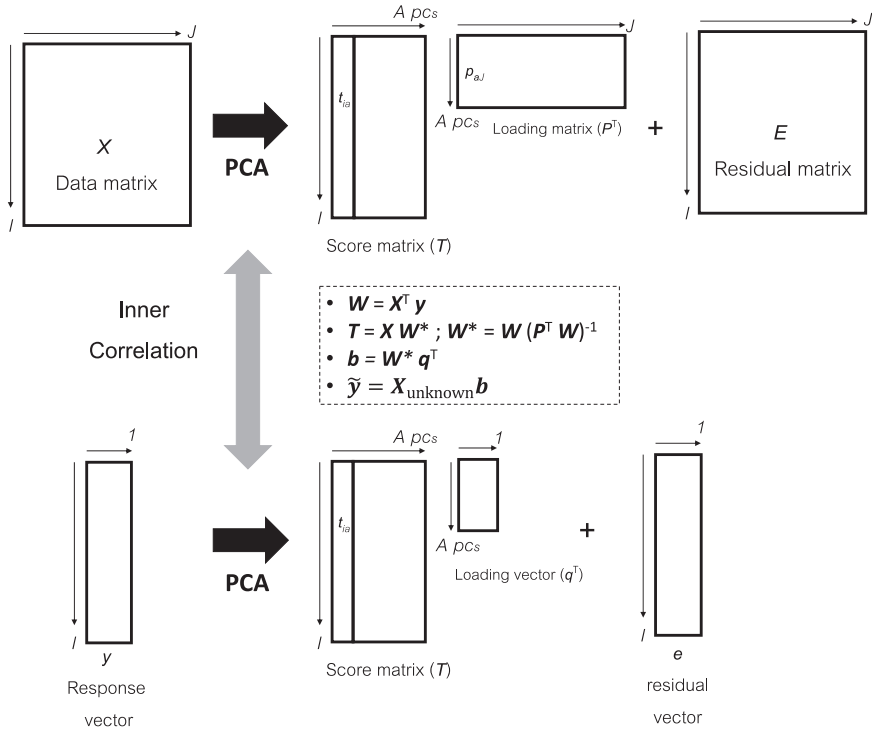 J
A pcs
J
J
X
Data matrix
I
PCA
t_ia
I
Score matrix (T)
p_aJ
A pcs
Loading matrix (P^T)
+
E
Residual matrix
I
Inner
Correlation
• W = X^T y
• T = X W* ; W* = W (P^T W)^-1
• b = W* q^T
• ỹ = X_unknown b
1
A pcs
1
1
I
y
Response
vector
PCA
t_ia
I
Score matrix (T)
A pcs
Loading vector (q^T)
+
I
e
residual
vector